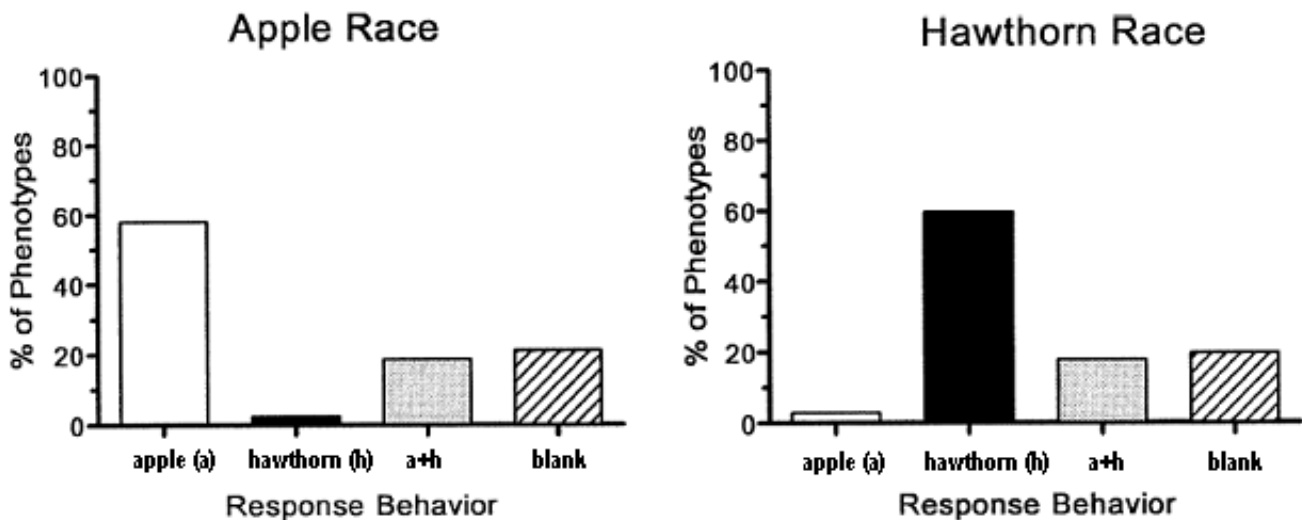 Apple Race
% of Phenotypes
100
80
60
40
20
0
apple (a) hawthorn (h) a+h blank
Response Behavior
Hawthorn Race
% of Phenotypes
100
80
60
40
20
0
apple (a) hawthorn (h) a+h blank
Response Behavior